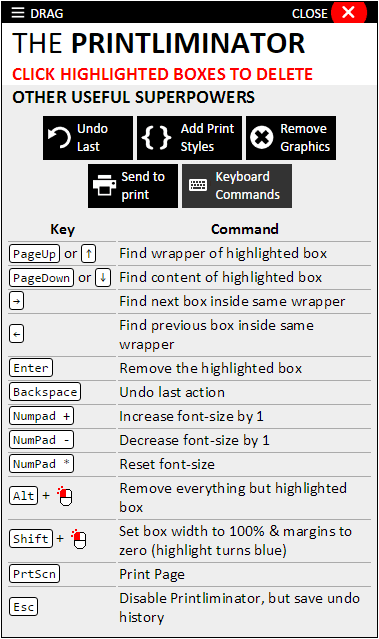 DRAG CLOSE
THE PRINTLIMINATOR
CLICK HIGHLIGHTED BOXES TO DELETE
OTHER USEFUL SUPERPOWERS
Undo Last
Add Print Styles
Remove Graphics
Send to print
Keyboard Commands
Key Command
PageUp or ↑ Find wrapper of highlighted box
PageDown or ↓ Find content of highlighted box
→ Find next box inside same wrapper
← Find previous box inside same
wrapper
Enter Remove the highlighted box
Backspace Undo last action
Numpad + Increase font-size by 1
NumPad - Decrease font-size by 1
NumPad * Reset font-size
Alt + Remove everything but highlighted
box
Shift + Set box width to 100% & margins to
zero (highlight turns blue)
PrtScn Print Page
Esc Disable Printliminator, but save undo
history